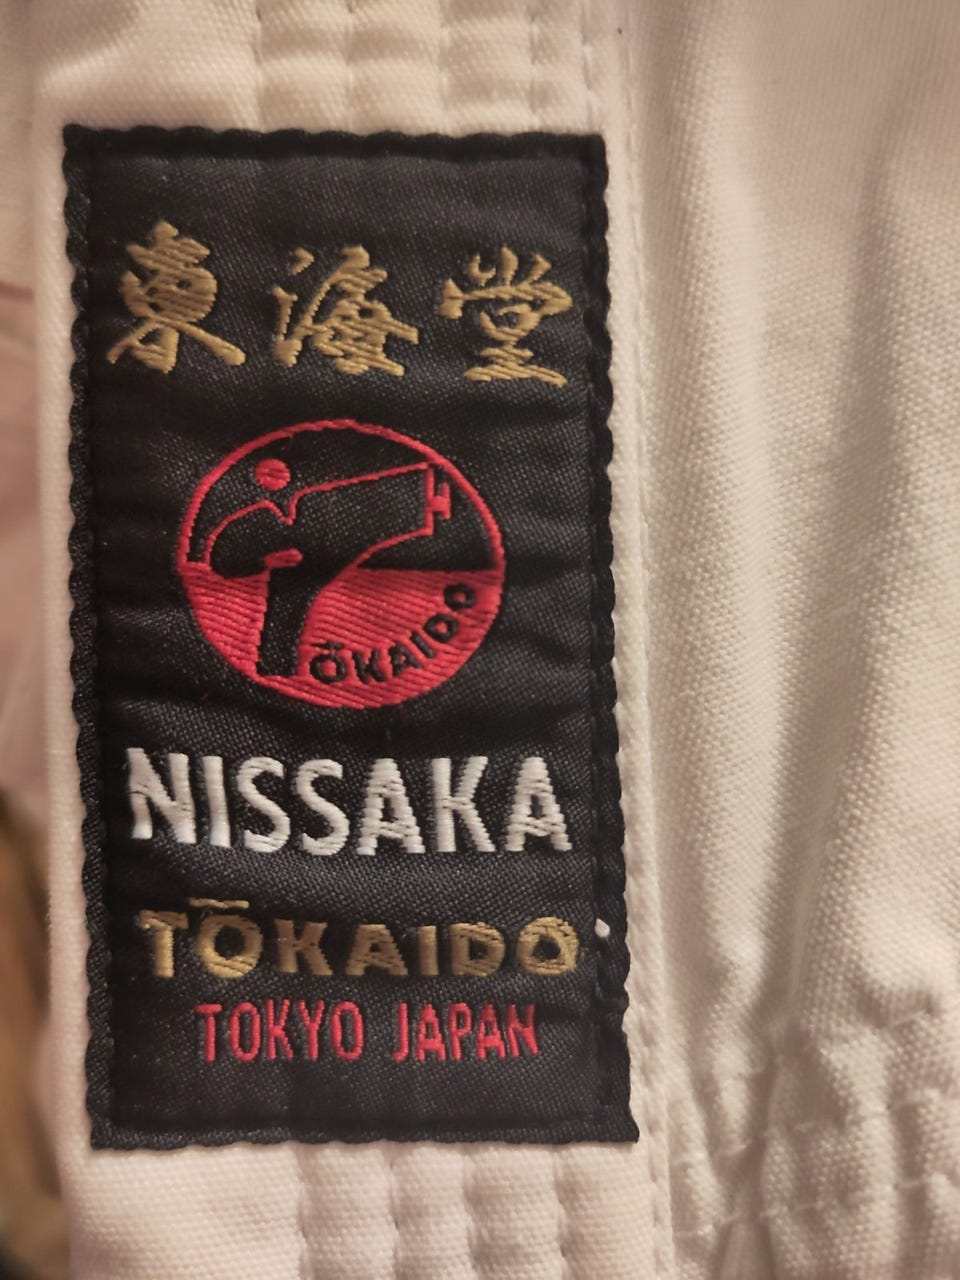 東海堂
TŌKAIDO
NISSAKA
TŌKAIDO
TOKYO JAPAN